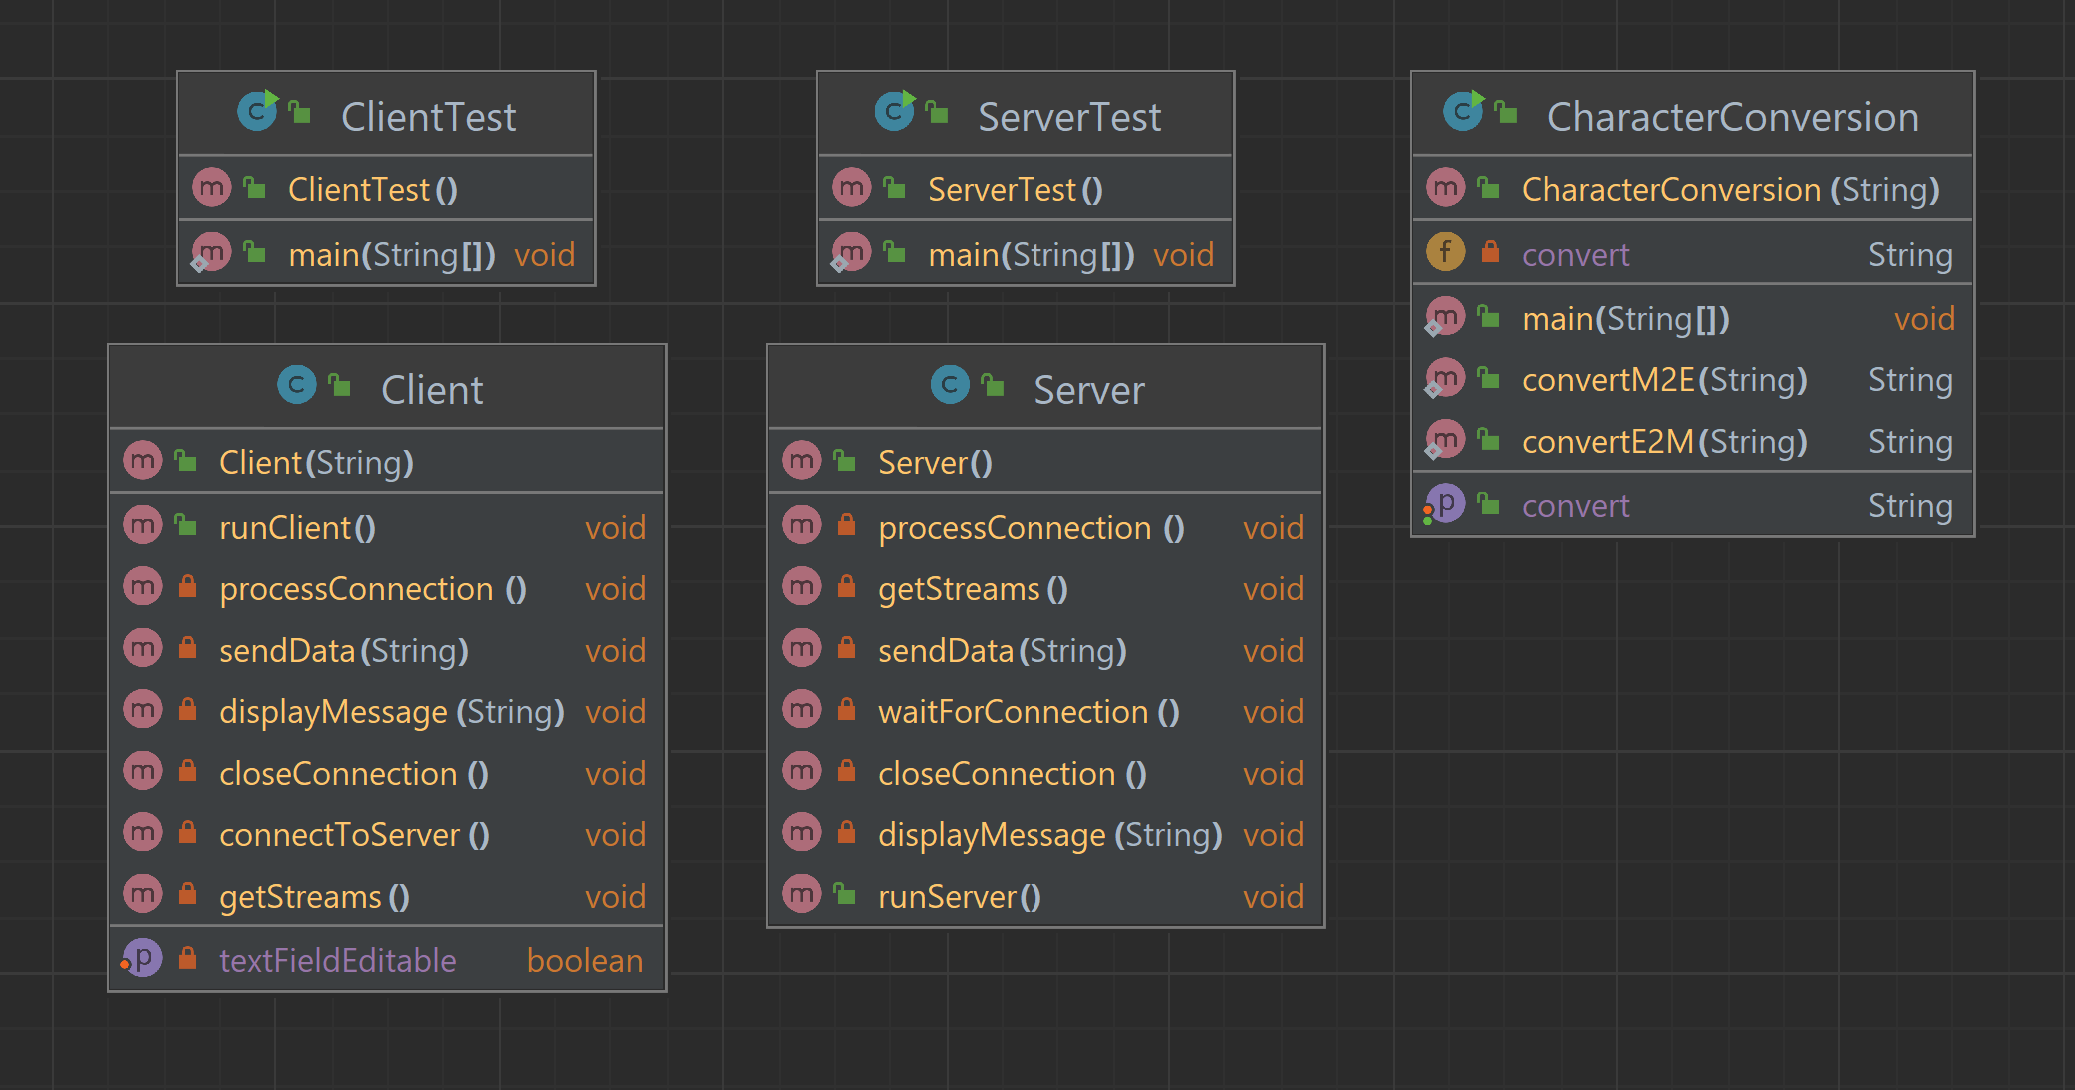 ClientTest
ClientTest()
main(String[]) void
ServerTest
ServerTest()
main(String[]) void
CharacterConversion
CharacterConversion(String)
convert String
main(String[]) void
convertM2E(String) String
convertE2M(String) String
convert String
Client
Client(String)
runClient() void
processConnection () void
sendData(String) void
displayMessage (String) void
closeConnection () void
connectToServer () void
getStreams () void
textFieldEditable boolean
Server
Server()
processConnection () void
getStreams () void
sendData(String) void
waitForConnection () void
closeConnection () void
displayMessage (String) void
runServer() void